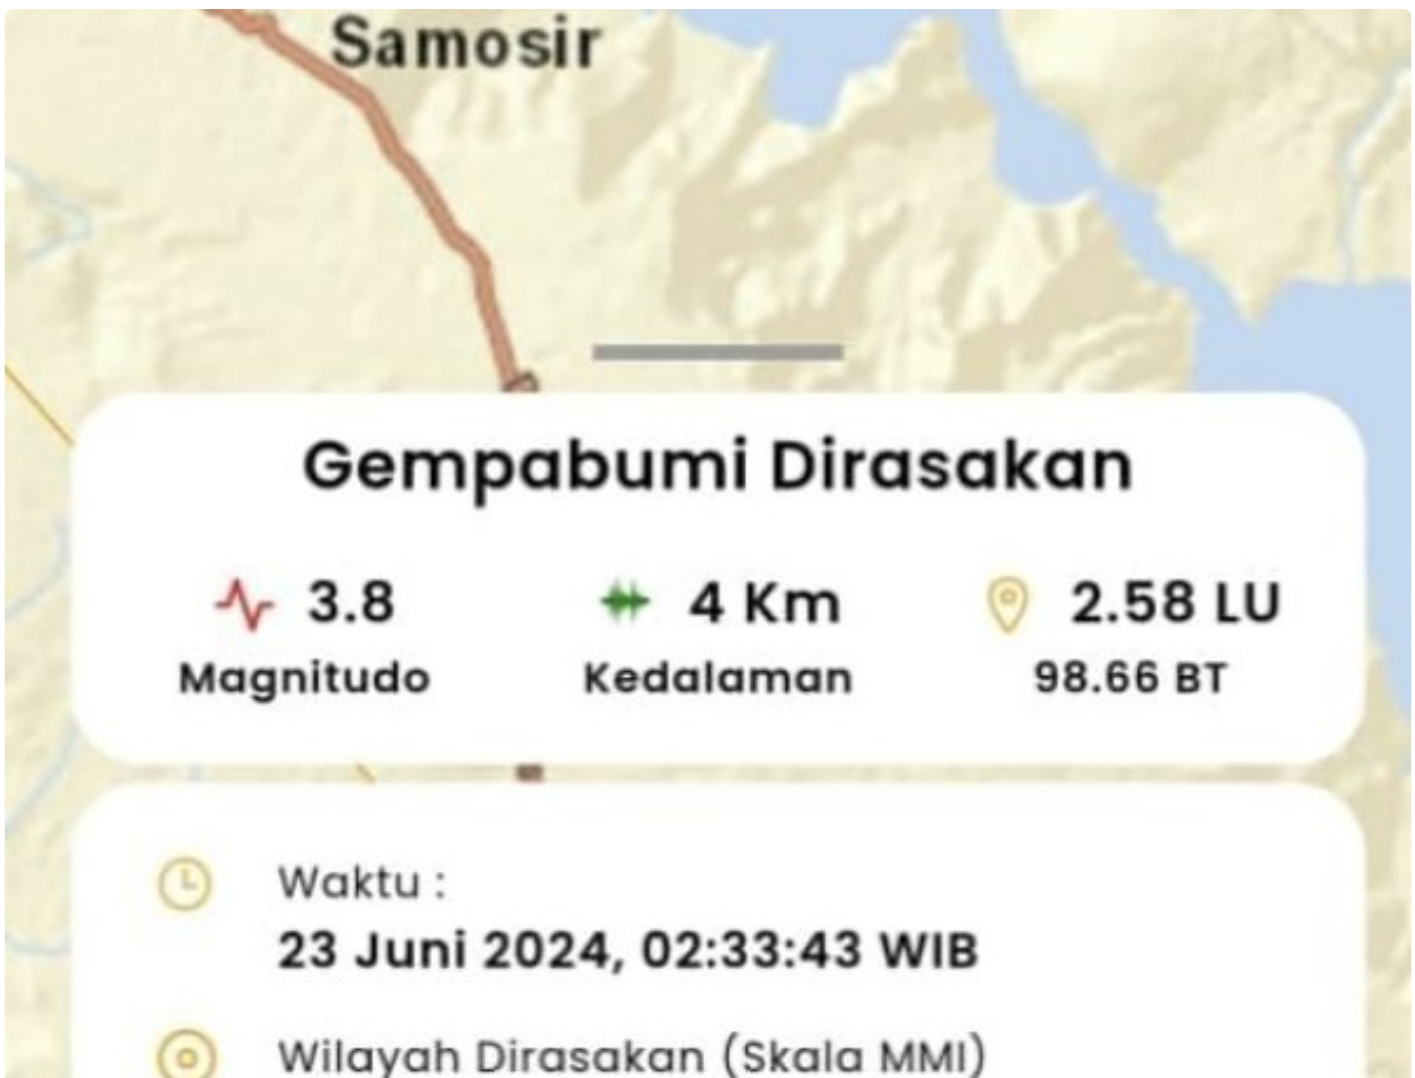 Samosir
Gempabumi Dirasakan
3.8
Magnitudo
4 Km
Kedalaman
2.58 LU
98.66 BT
Waktu :
23 Juni 2024, 02:33:43 WIB
Wilayah Dirasakan (Skala MMI)